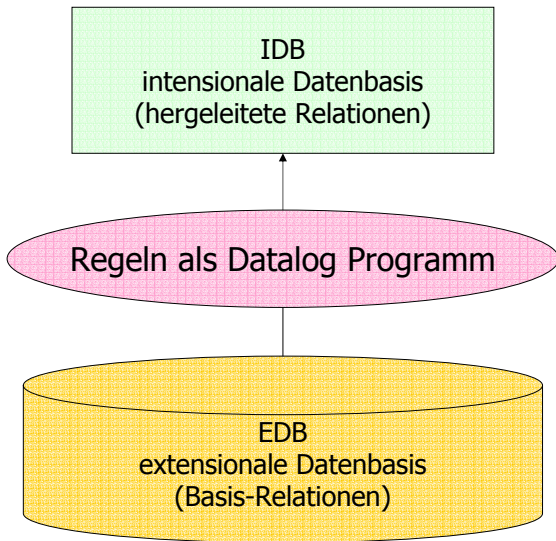 IDB
intensionale Datenbasis
(hergeleitete Relationen)
Regeln als Datalog Programm
EDB
extensionale Datenbasis
(Basis-Relationen)